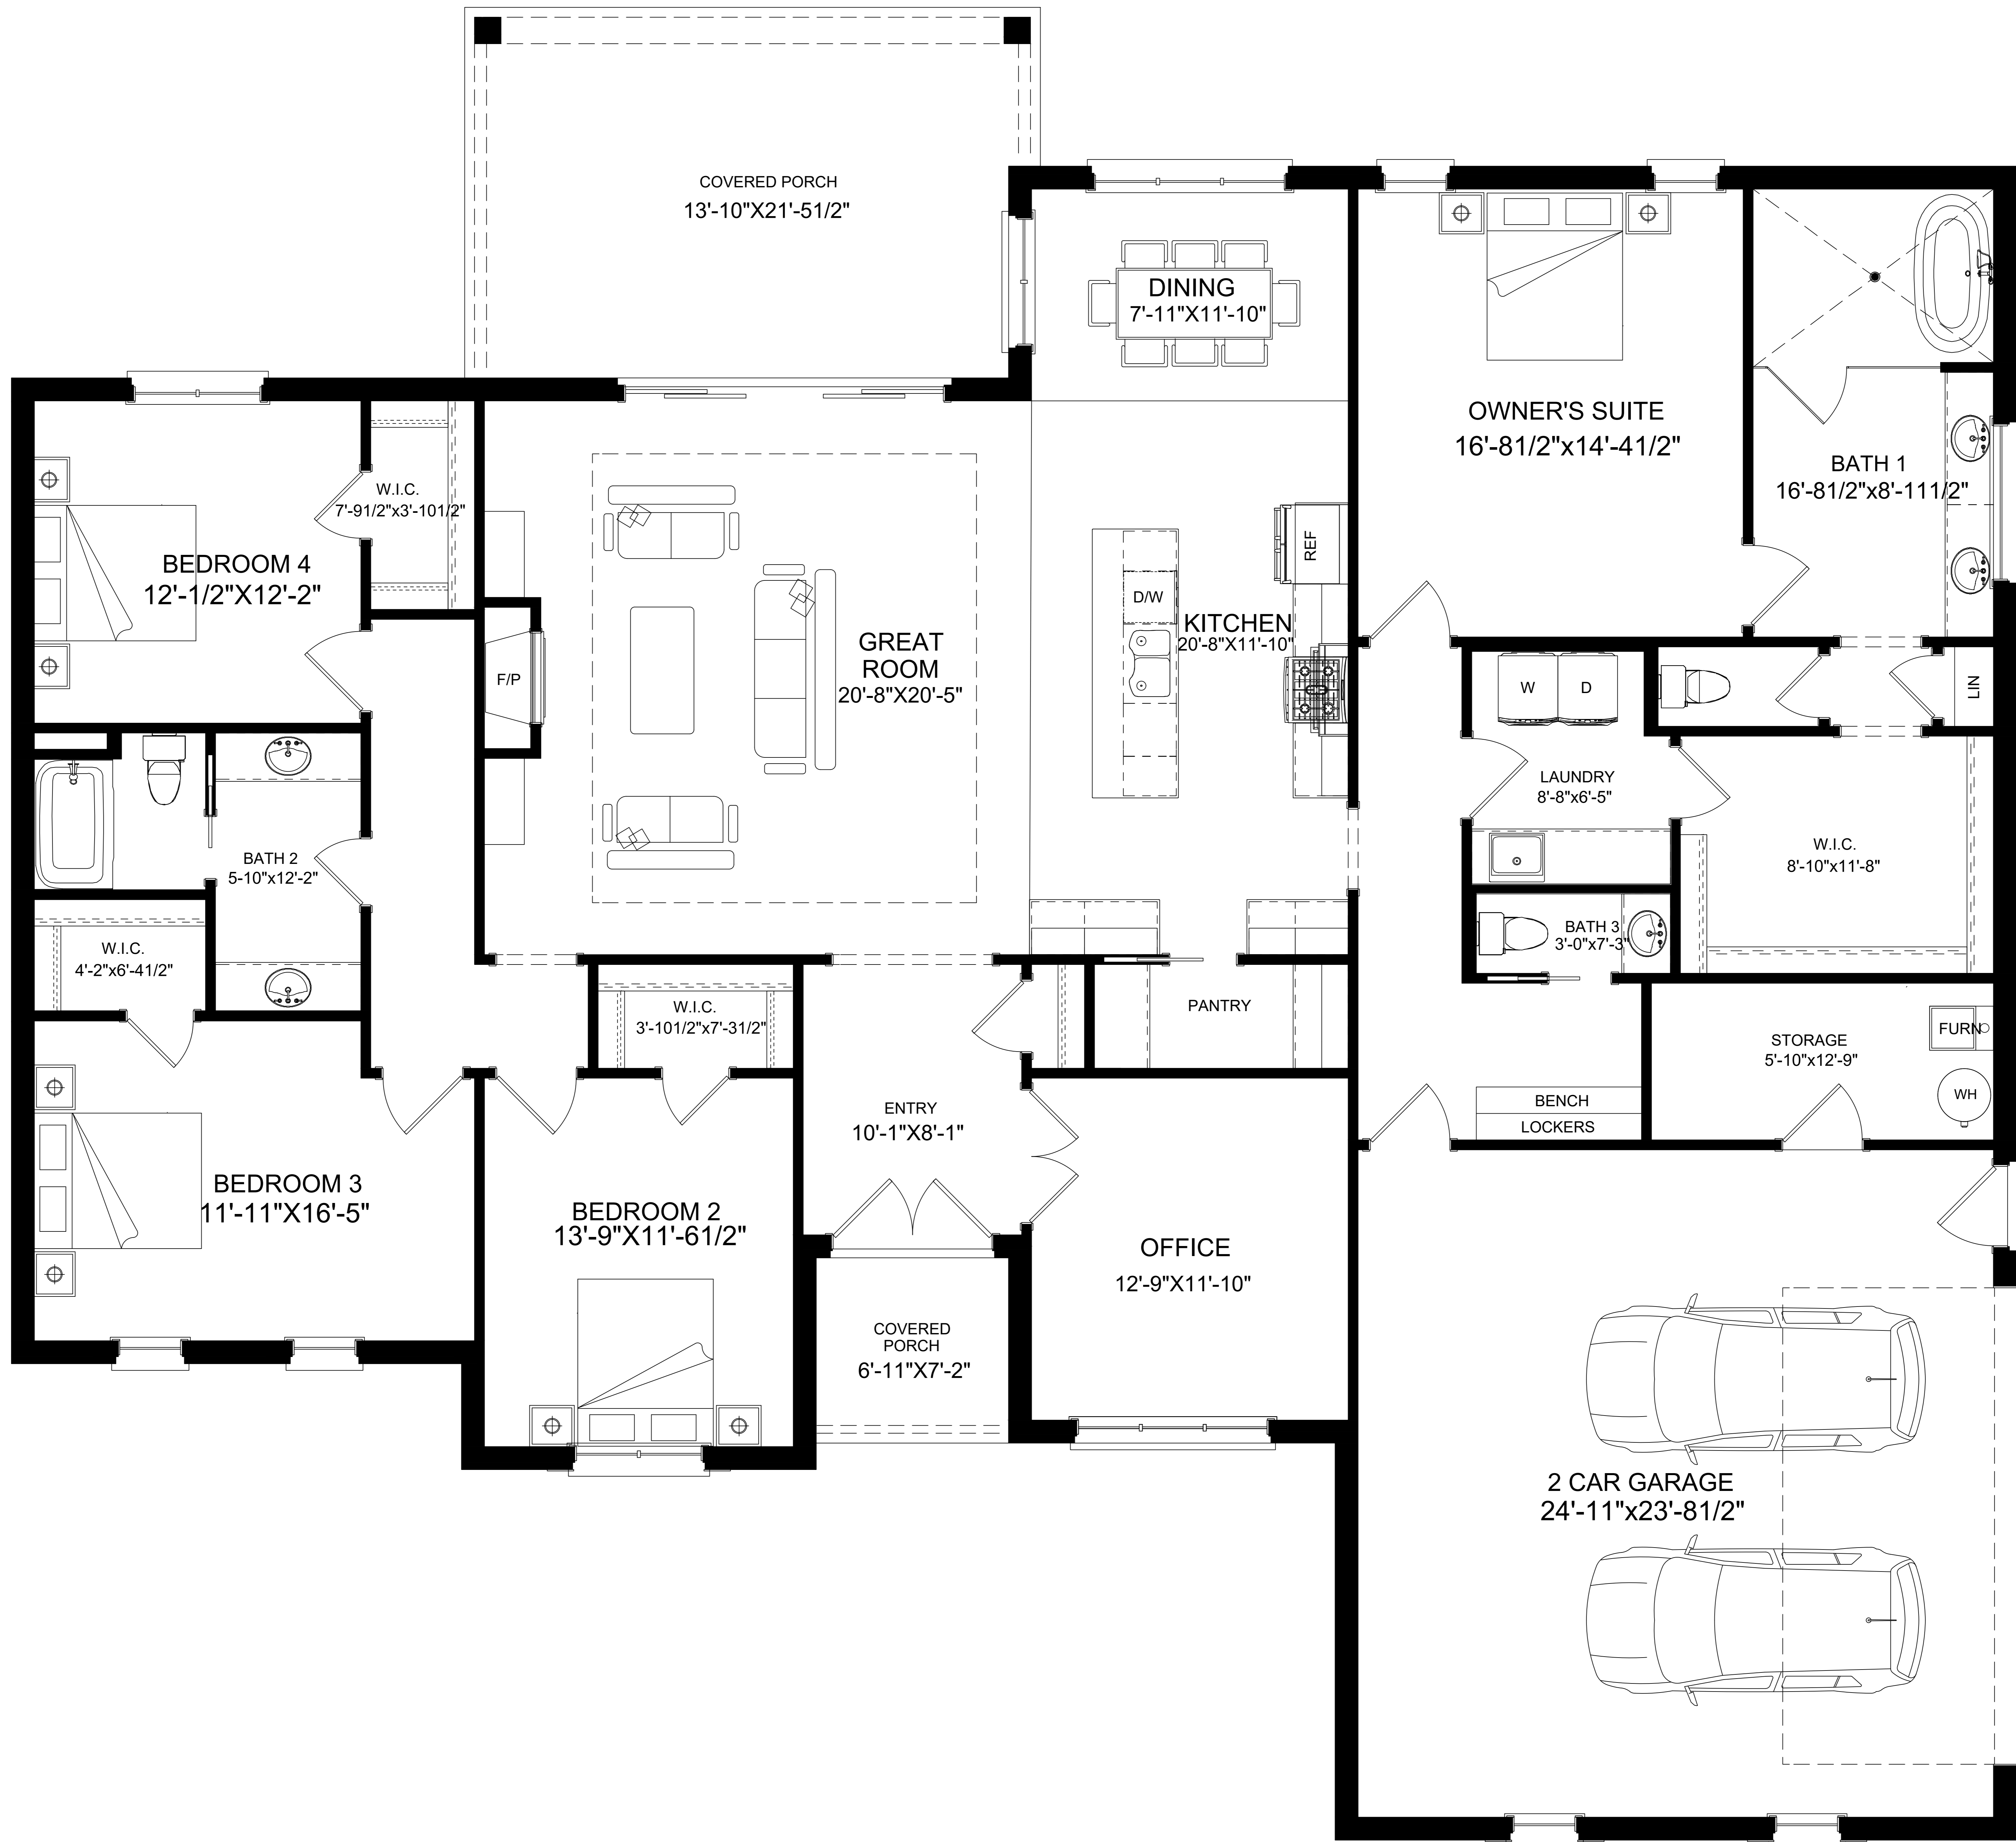 COVERED PORCH
13'-10"X21'-51/2"
DINING
7'-11"X11'-10"
OWNER'S SUITE
16'-81/2"x14'-41/2"
BATH 1
16'-81/2"x8'-111/2"
W.I.C.
7'-91/2"x3'-101/2"
BEDROOM 4
12'-1/2"X12'-2"
REF
D/W
KITCHEN
20'-8"X11'-10"
GREAT
ROOM
20'-8"X20'-5"
F/P
W
D
LIN
LAUNDRY
8'-8"x6'-5"
W.I.C.
8'-10"x11'-8"
BATH 2
5-10"x12'-2"
W.I.C.
4'-2"x6'-41/2"
BATH 3
3'-0"x7'-3"
W.I.C.
3'-101/2"x7'-31/2"
PANTRY
STORAGE
5'-10"x12'-9"
FURN
WH
BENCH
LOCKERS
ENTRY
10'-1"X8'-1"
BEDROOM 3
11'-11"X16'-5"
BEDROOM 2
13'-9"X11'-61/2"
OFFICE
12'-9"X11'-10"
COVERED
PORCH
6'-11"X7'-2"
2 CAR GARAGE
24'-11"x23'-81/2"